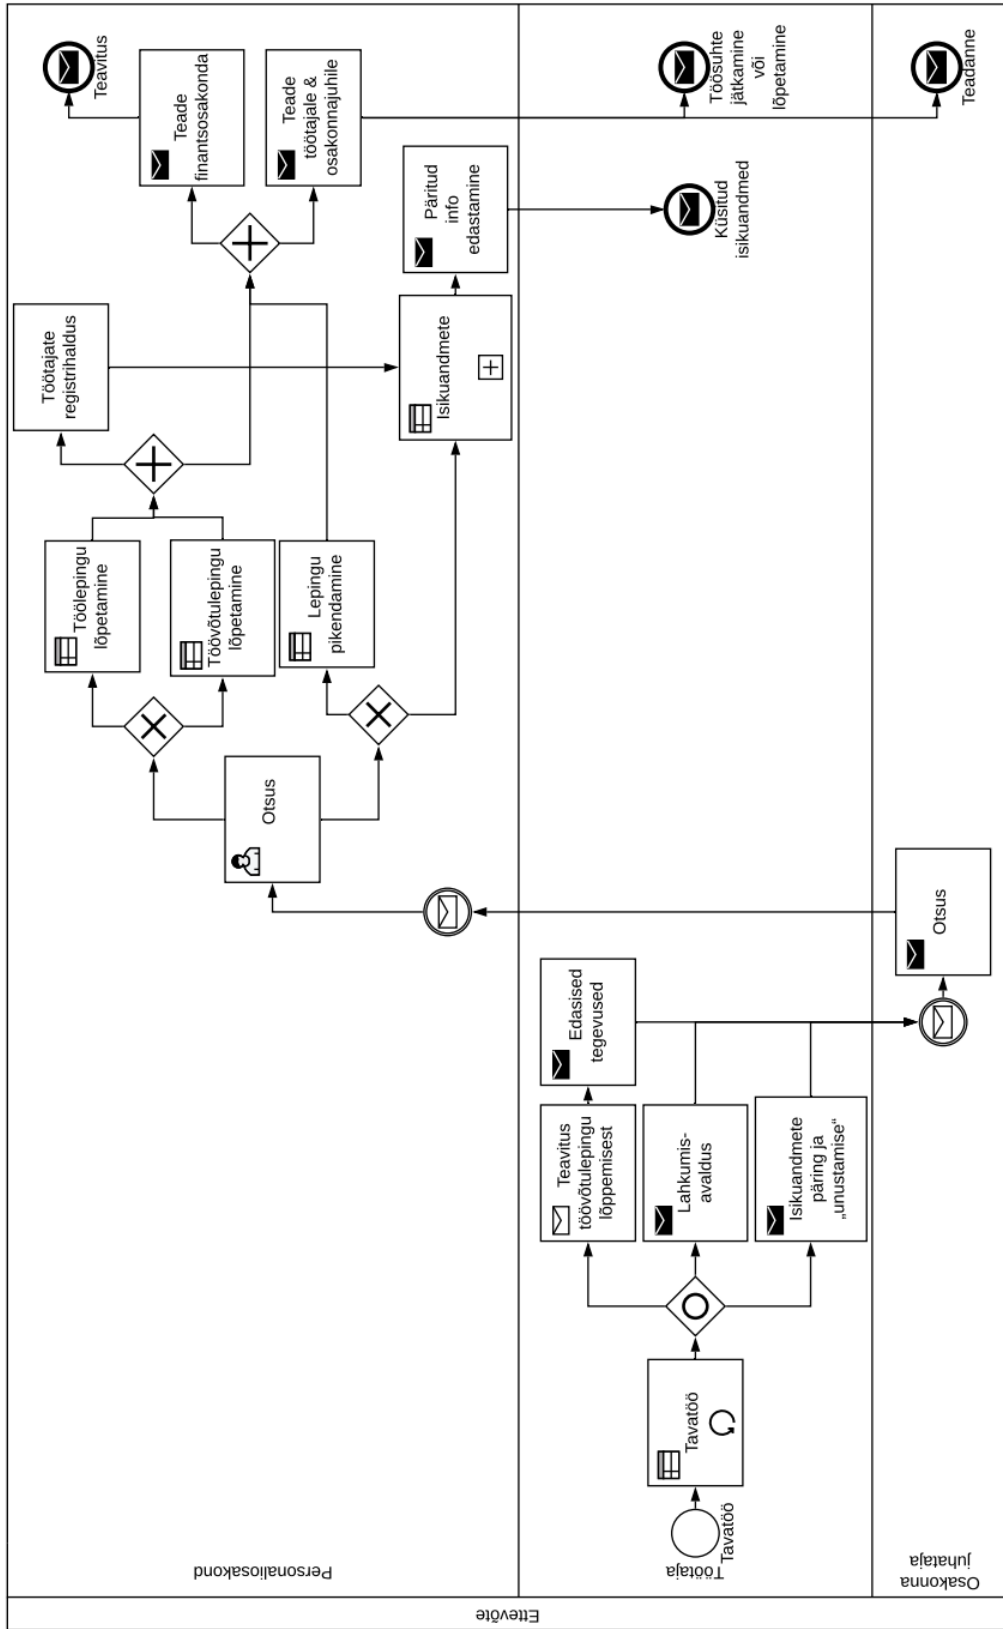 Ettevõte
Personaliosakond
Töötaja
Osakonna
juhataja
Tavatöö
Tavatöö
Teavitus
töövõtulepingu
lõppemisest
Edasised
tegevused
Lahkumis-
avaldus
Isikuandmete
päring ja
„unustamise“
Otsus
Otsus
Töölepingu
lõpetamine
Töövõtulepingu
lõpetamine
Lepingu
pikendamine
Töötajate
registrihaldus
Isikuandmete
Päritud
info
edastamine
Küsitud
isikuandmed
Teade
finantsosakonda
Teade
töötajale &
osakonnajuhile
Teavitus
Töösuhte
jätkamine
või
lõpetamine
Teadanne